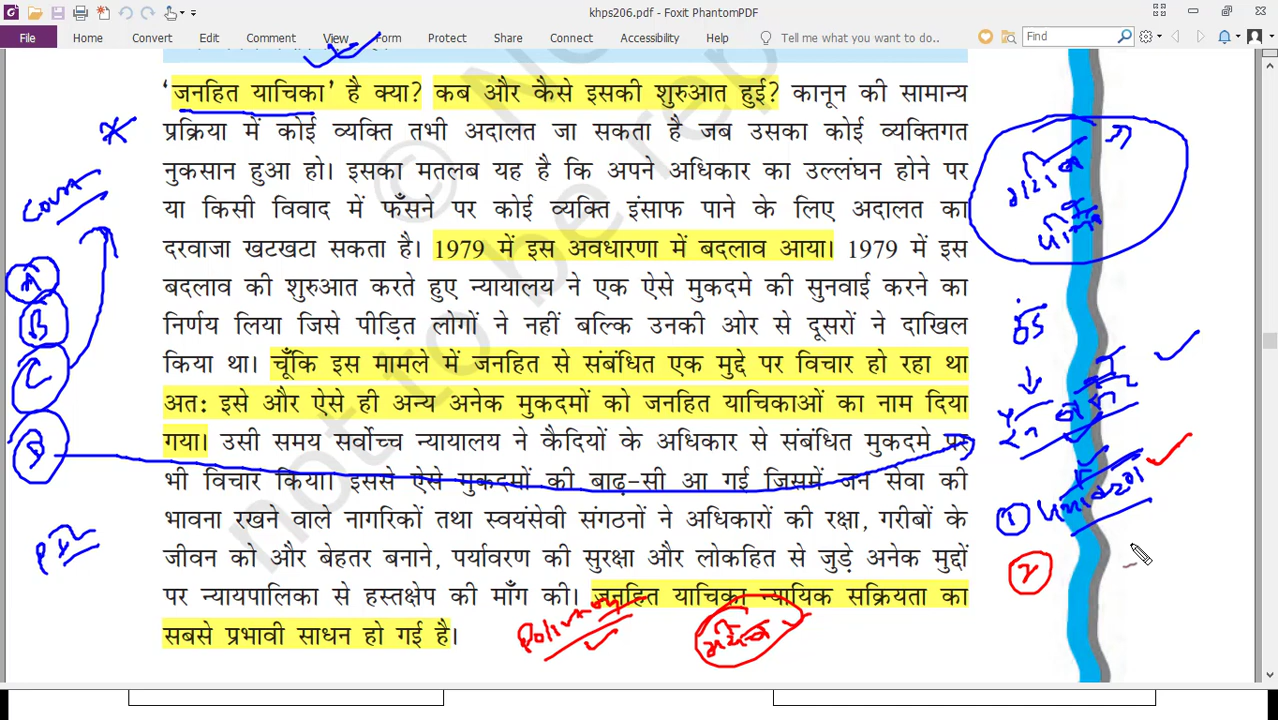 khps206.pdf - Foxit PhantomPDF
File Home Convert Edit Comment View Form Protect Share Connect Accessibility Help Tell me what you want to do... Find
‘जनहित याचिका’ है क्या? कब और कैसे इसकी शुरुआत हुई? कानून की सामान्य
प्रक्रिया में कोई व्यक्ति तभी अदालत जा सकता है जब उसका कोई व्यक्तिगत
नुकसान हुआ हो। इसका मतलब यह है कि अपने अधिकार का उल्लंघन होने पर
या किसी विवाद में फँसने पर कोई व्यक्ति इंसाफ पाने के लिए अदालत का
दरवाजा खटखटा सकता है। 1979 में इस अवधारणा में बदलाव आया। 1979 में इस
बदलाव की शुरुआत करते हुए न्यायालय ने एक ऐसे मुकदमे की सुनवाई करने का
निर्णय लिया जिसे पीड़ित लोगों ने नहीं बल्कि उनकी ओर से दूसरों ने दाखिल
किया था। चूँकि इस मामले में जनहित से संबंधित एक मुद्दे पर विचार हो रहा था
अतः इसे और ऐसे ही अन्य अनेक मुकदमों को जनहित याचिकाओं का नाम दिया
गया। उसी समय सर्वोच्च न्यायालय ने कैदियों के अधिकार से संबंधित मुकदमे पर
भी विचार किया। इससे ऐसे मुकदमों की बाढ़-सी आ गई जिसमें जन सेवा की
भावना रखने वाले नागरिकों तथा स्वयंसेवी संगठनों ने अधिकारों की रक्षा, गरीबों के
जीवन को और बेहतर बनाने, पर्यावरण की सुरक्षा और लोकहित से जुड़े अनेक मुद्दों
पर न्यायपालिका से हस्तक्षेप की माँग की। जनहित याचिका न्यायिक सक्रियता का
सबसे प्रभावी साधन हो गई है।
Court
A
B
C
D
PIL
1
2
not to be rep
© N